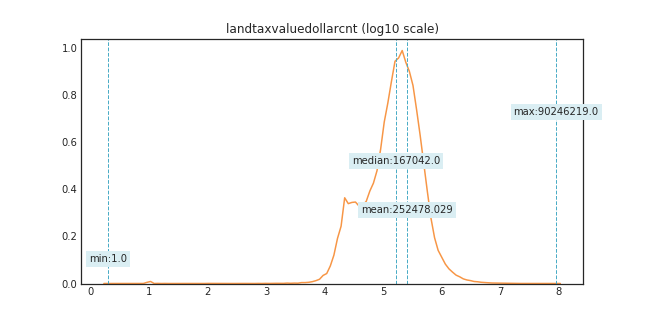 landtaxvaluedollarcnt (log10 scale)
1.0
0.8
0.6
0.4
0.2
0.0
max:90246219.0
median:167042.0
mean:252478.029
min:1.0
0 1 2 3 4 5 6 7 8